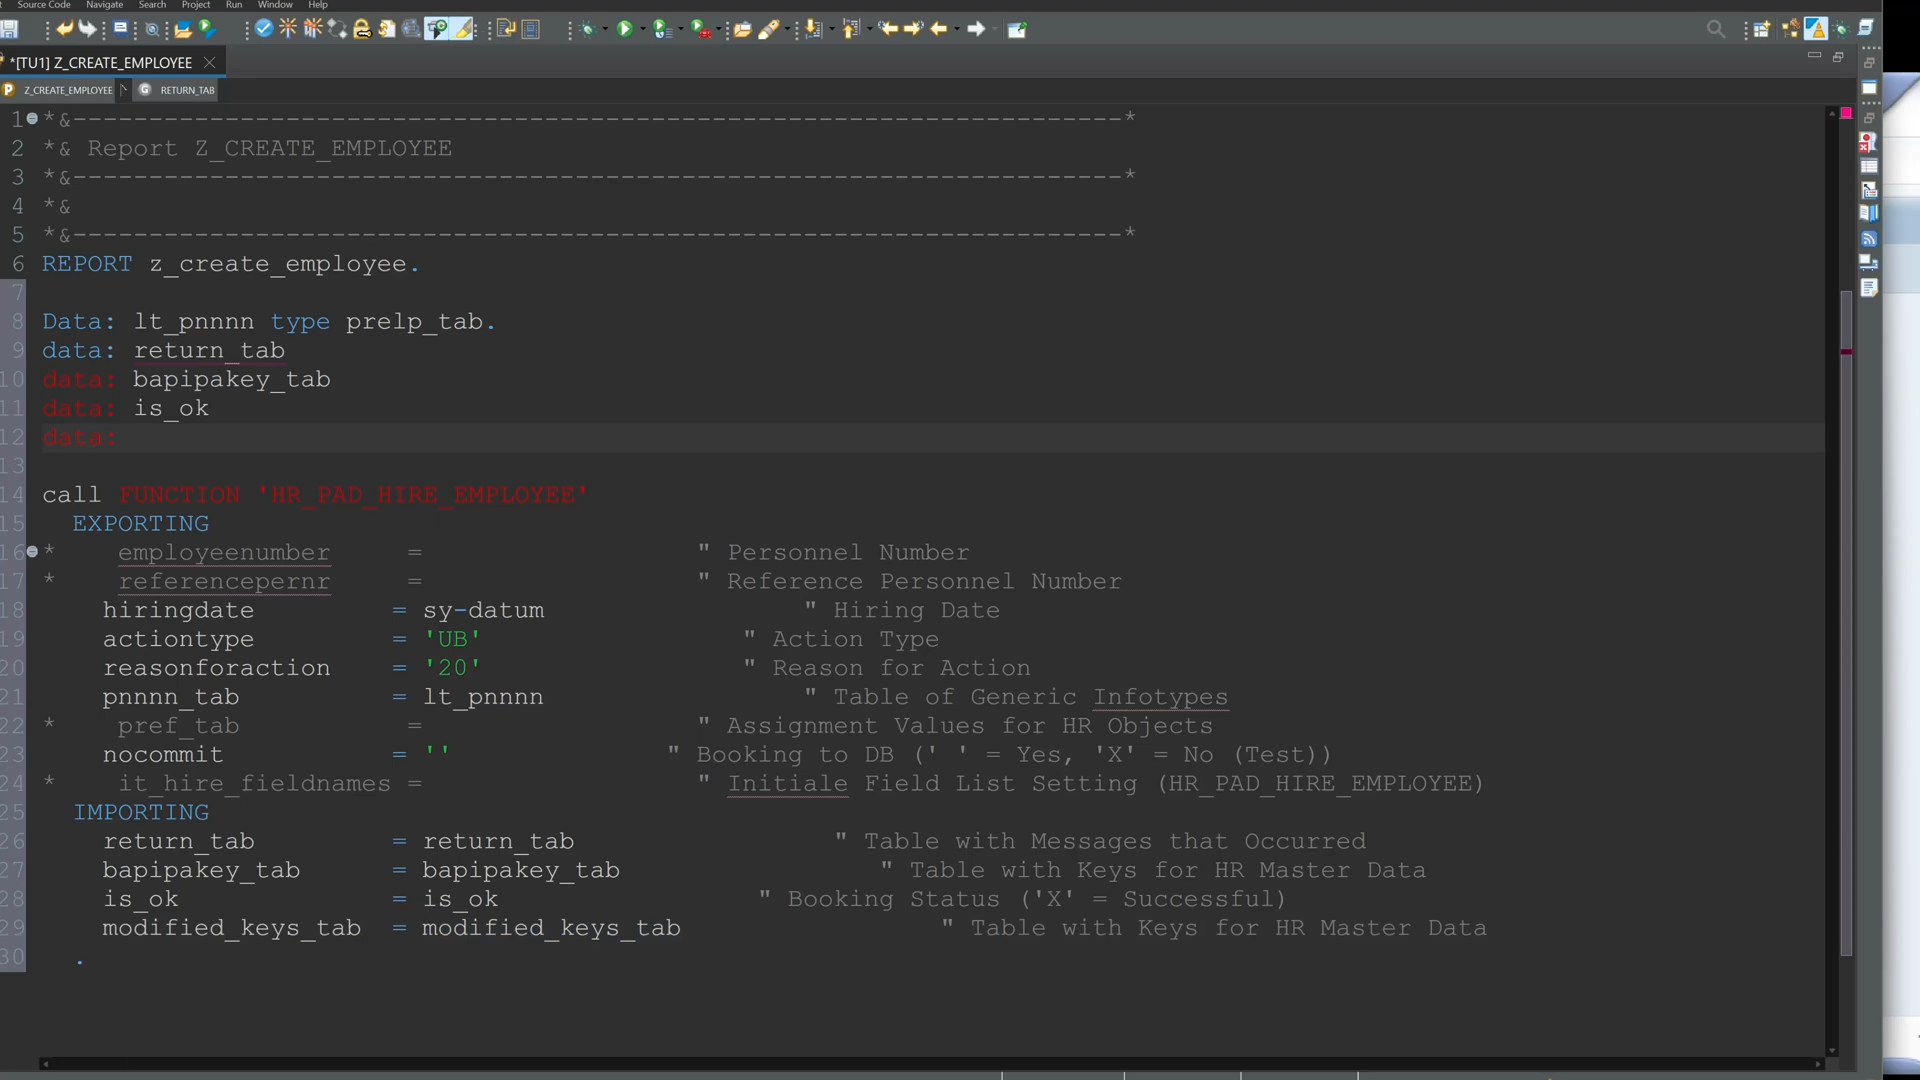 Source Code Navigate Search Project Run Window Help
*[TU1] Z_CREATE_EMPLOYEE
P Z_CREATE_EMPLOYEE G RETURN_TAB
1 *&---------------------------------------------------------------------*
2 *& Report Z_CREATE_EMPLOYEE
3 *&---------------------------------------------------------------------*
4 *&
5 *&---------------------------------------------------------------------*
6 REPORT z_create_employee.
7
8 Data: lt_pnnnn type prelp_tab.
9 data: return_tab
10 data: bapipakey_tab
11 data: is_ok
12 data:
13
14 call FUNCTION 'HR_PAD_HIRE_EMPLOYEE'
15 EXPORTING
16 * employeenumber = " Personnel Number
17 * referencepernr = " Reference Personnel Number
18 hiringdate = sy-datum " Hiring Date
19 actiontype = 'UB' " Action Type
20 reasonforaction = '20' " Reason for Action
21 pnnnn_tab = lt_pnnnn " Table of Generic Infotypes
22 * pref_tab = " Assignment Values for HR Objects
23 nocommit = '' " Booking to DB (' ' = Yes, 'X' = No (Test))
24 * it_hire_fieldnames = " Initiale Field List Setting (HR_PAD_HIRE_EMPLOYEE)
25 IMPORTING
26 return_tab = return_tab " Table with Messages that Occurred
27 bapipakey_tab = bapipakey_tab " Table with Keys for HR Master Data
28 is_ok = is_ok " Booking Status ('X' = Successful)
29 modified_keys_tab = modified_keys_tab " Table with Keys for HR Master Data
30 .